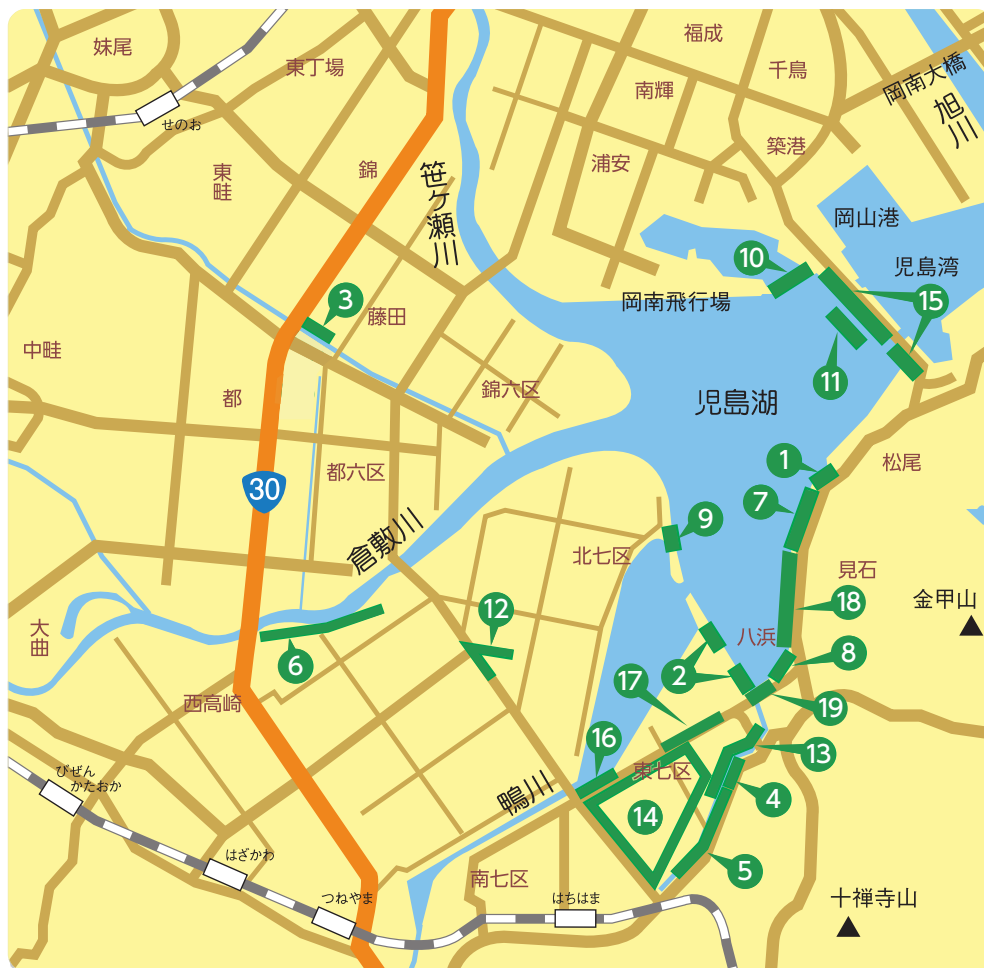 妹尾
東丁場
福成
千鳥
岡南大橋
旭川
南輝
せのお
築港
浦安
東畦
錦
笹ヶ瀬川
岡山港
児島湾
10
岡南飛行場
15
3
藤田
11
中畦
錦六区
都
児島湖
松尾
1
都六区
30
7
9
倉敷川
北七区
見石
18
金甲山
12
大曲
八浜
6
2
8
17
西高崎
19
16
13
東七区
びぜん
かたおか
鴨川
14
4
はざかわ
5
南七区
つねやま
はちはま
十禅寺山